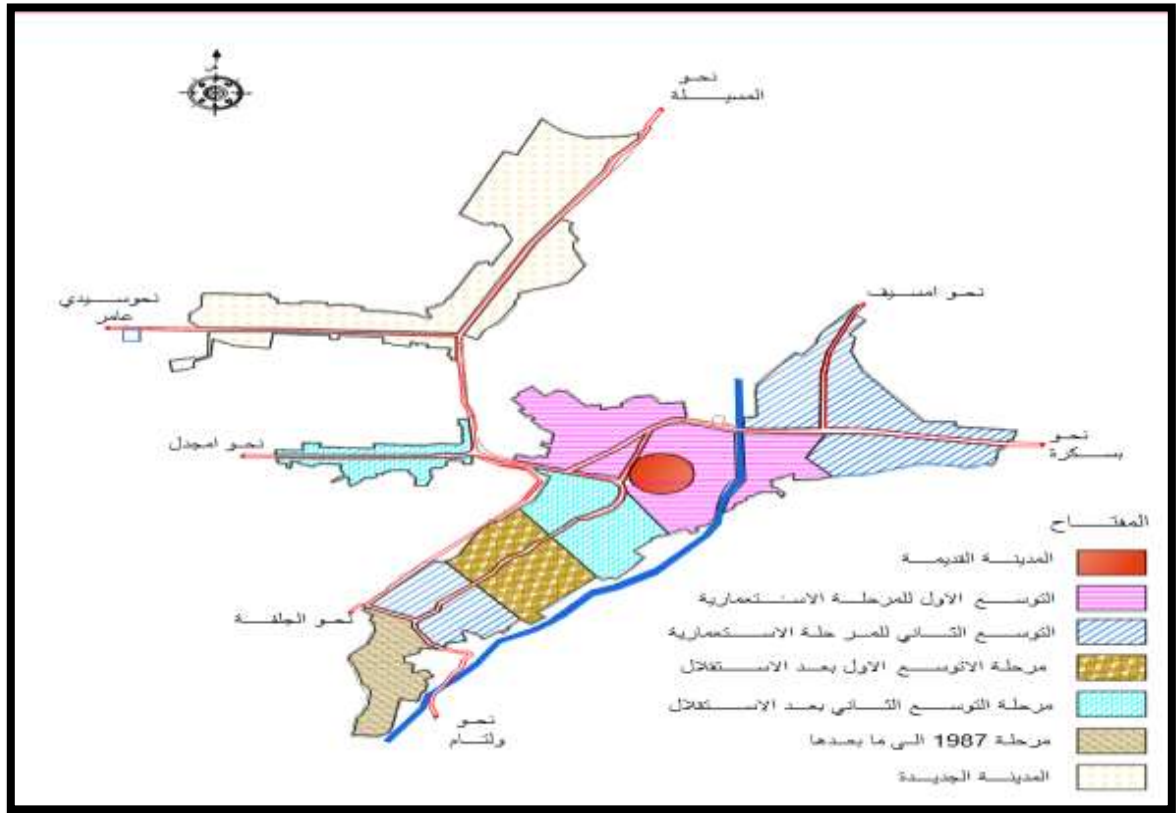 نحو
المسيلة
نحو سيدي
عامر
نحو امسيف
نحو
بسكرة
نحو امجدل
نحو الجلفة
نحو
ولتام
المفتاح
المدينة القديمة
التوسع الاول للمرحلة الاستعمارية
التوسع الثاني للمرحلة الاستعمارية
مرحلة الاتوسع الاول بعد الاستقلال
مرحلة التوسع الثاني بعد الاستقلال
مرحلة 1987 الى ما بعدها
المدينة الجديدة